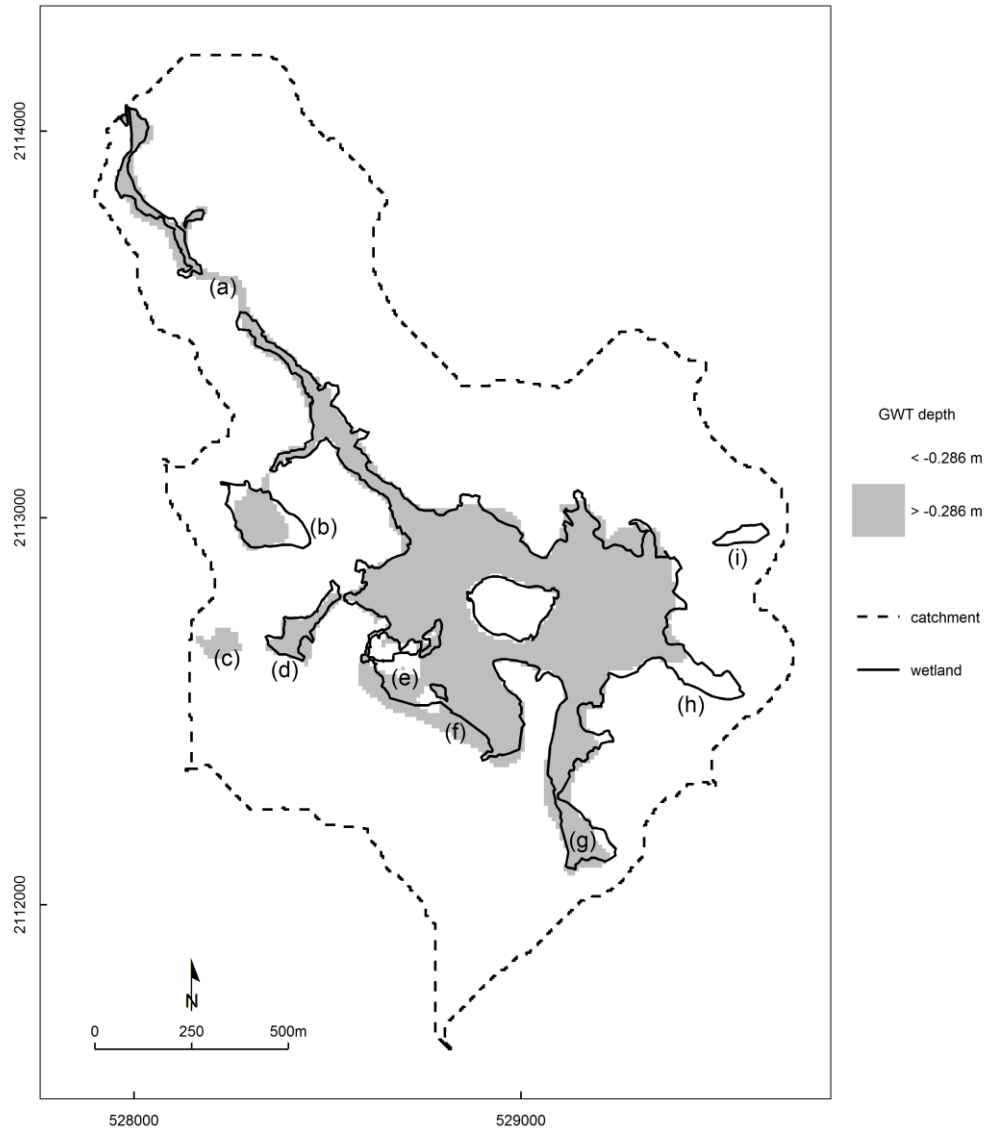 2114000
(a)
GWT depth
< -0.286 m
> -0.286 m
2113000
(b)
(i)
catchment
(c)
(d)
(e)
wetland
(h)
(f)
(g)
2112000
N
0 250 500m
528000 529000